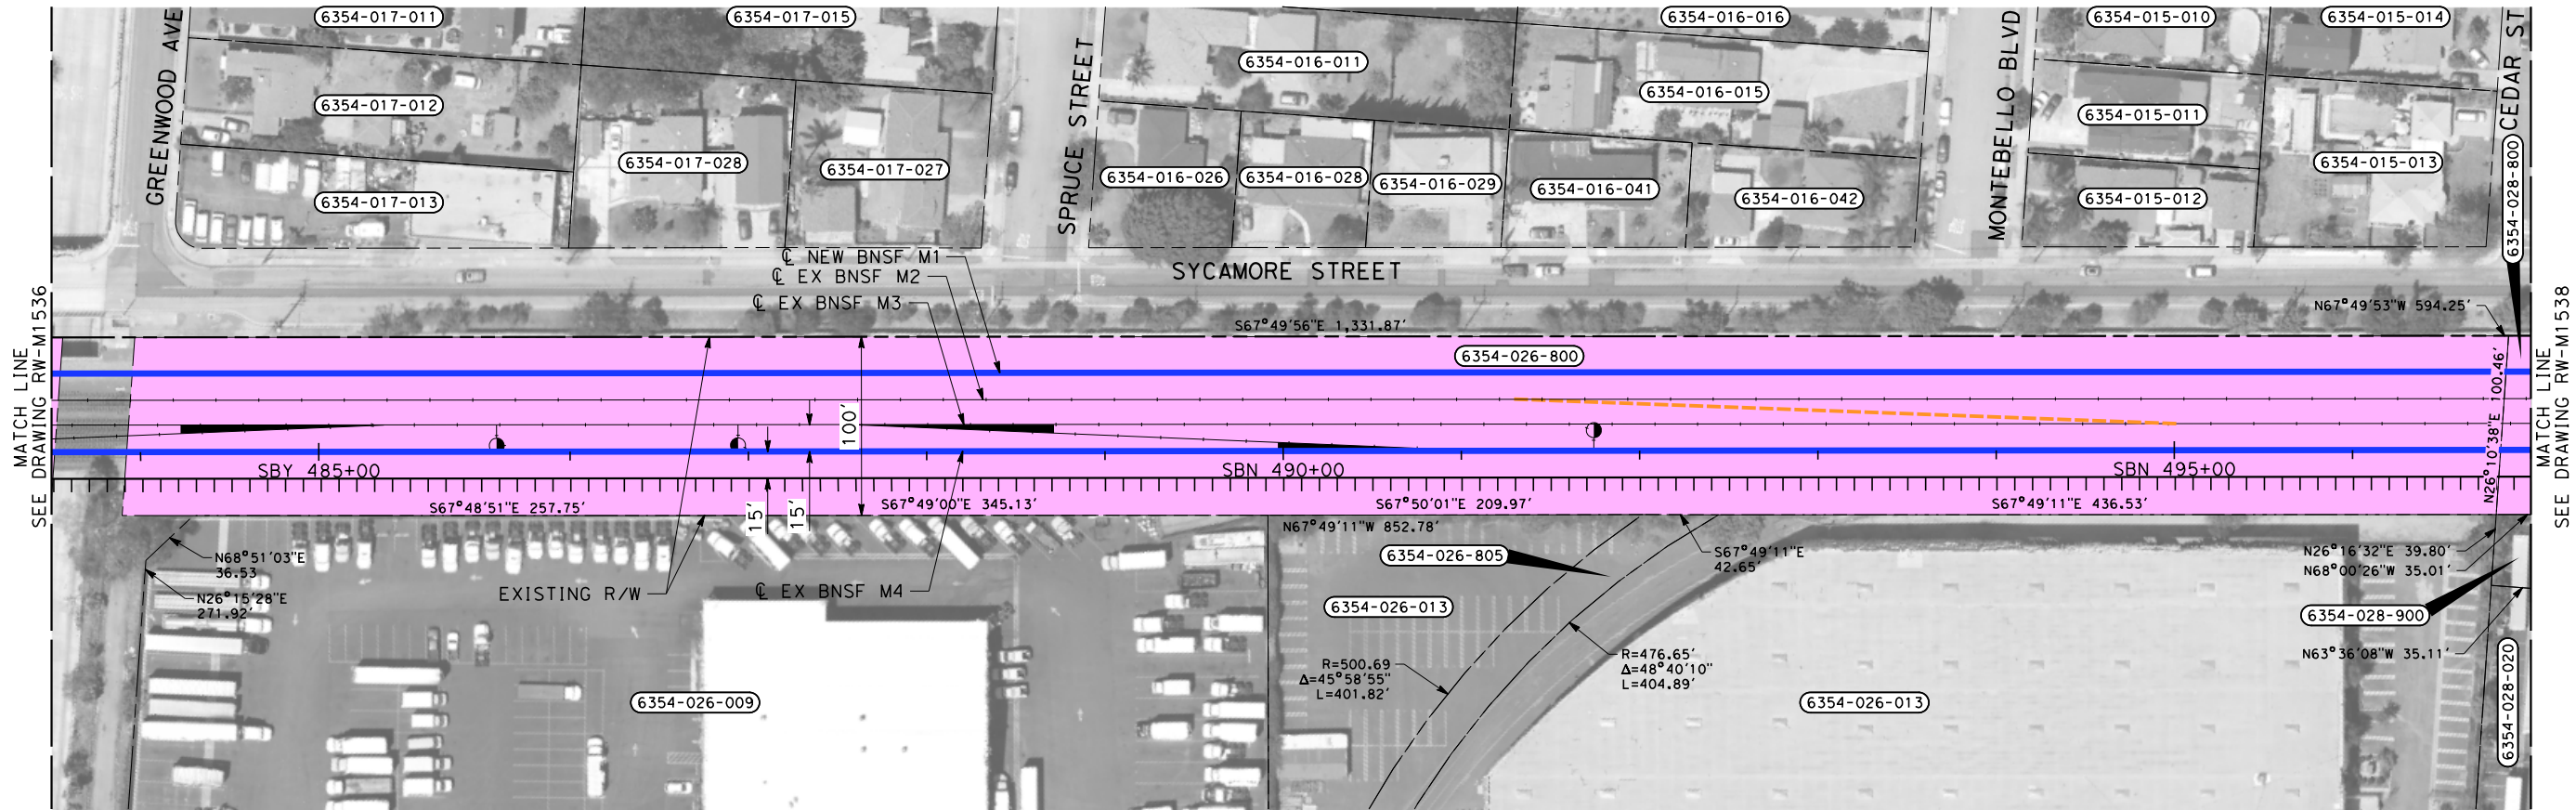 6354-017-011
6354-017-015
6354-016-016
6354-015-010
6354-015-014
GREENWOOD AVE
SPRUCE STREET
MONTEBELLO BLVD
CEDAR ST
6354-016-011
6354-016-015
6354-017-012
6354-015-011
6354-017-028
6354-017-027
6354-015-013
6354-016-026
6354-016-028
6354-016-029
6354-016-041
6354-016-042
6354-015-012
6354-017-013
6354-028-800
℄ NEW BNSF M1
SYCAMORE STREET
℄ EX BNSF M2
℄ EX BNSF M3
N67°49'53"W 594.25'
S67°49'56"E 1,331.87'
MATCH LINE
SEE DRAWING RW-M1536
6354-026-800
MATCH LINE
SEE DRAWING RW-M1538
100'
N26°10'38"E 100.46'
SBY 485+00
SBN 490+00
SBN 495+00
S67°48'51"E 257.75'
15'
15'
S67°49'00"E 345.13'
S67°50'01"E 209.97'
S67°49'11"E 436.53'
N67°49'11"W 852.78'
N68°51'03"E
36.53
6354-026-805
S67°49'11"E
42.65'
N26°16'32"E 39.80'
N68°00'26"W 35.01'
N26°15'28"E
271.92'
EXISTING R/W
℄ EX BNSF M4
6354-026-013
6354-028-900
R=500.69
Δ=45°58'55"
L=401.82'
R=476.65'
Δ=48°40'10"
L=404.89'
N63°36'08"W 35.11'
6354-026-009
6354-026-013
6354-028-020